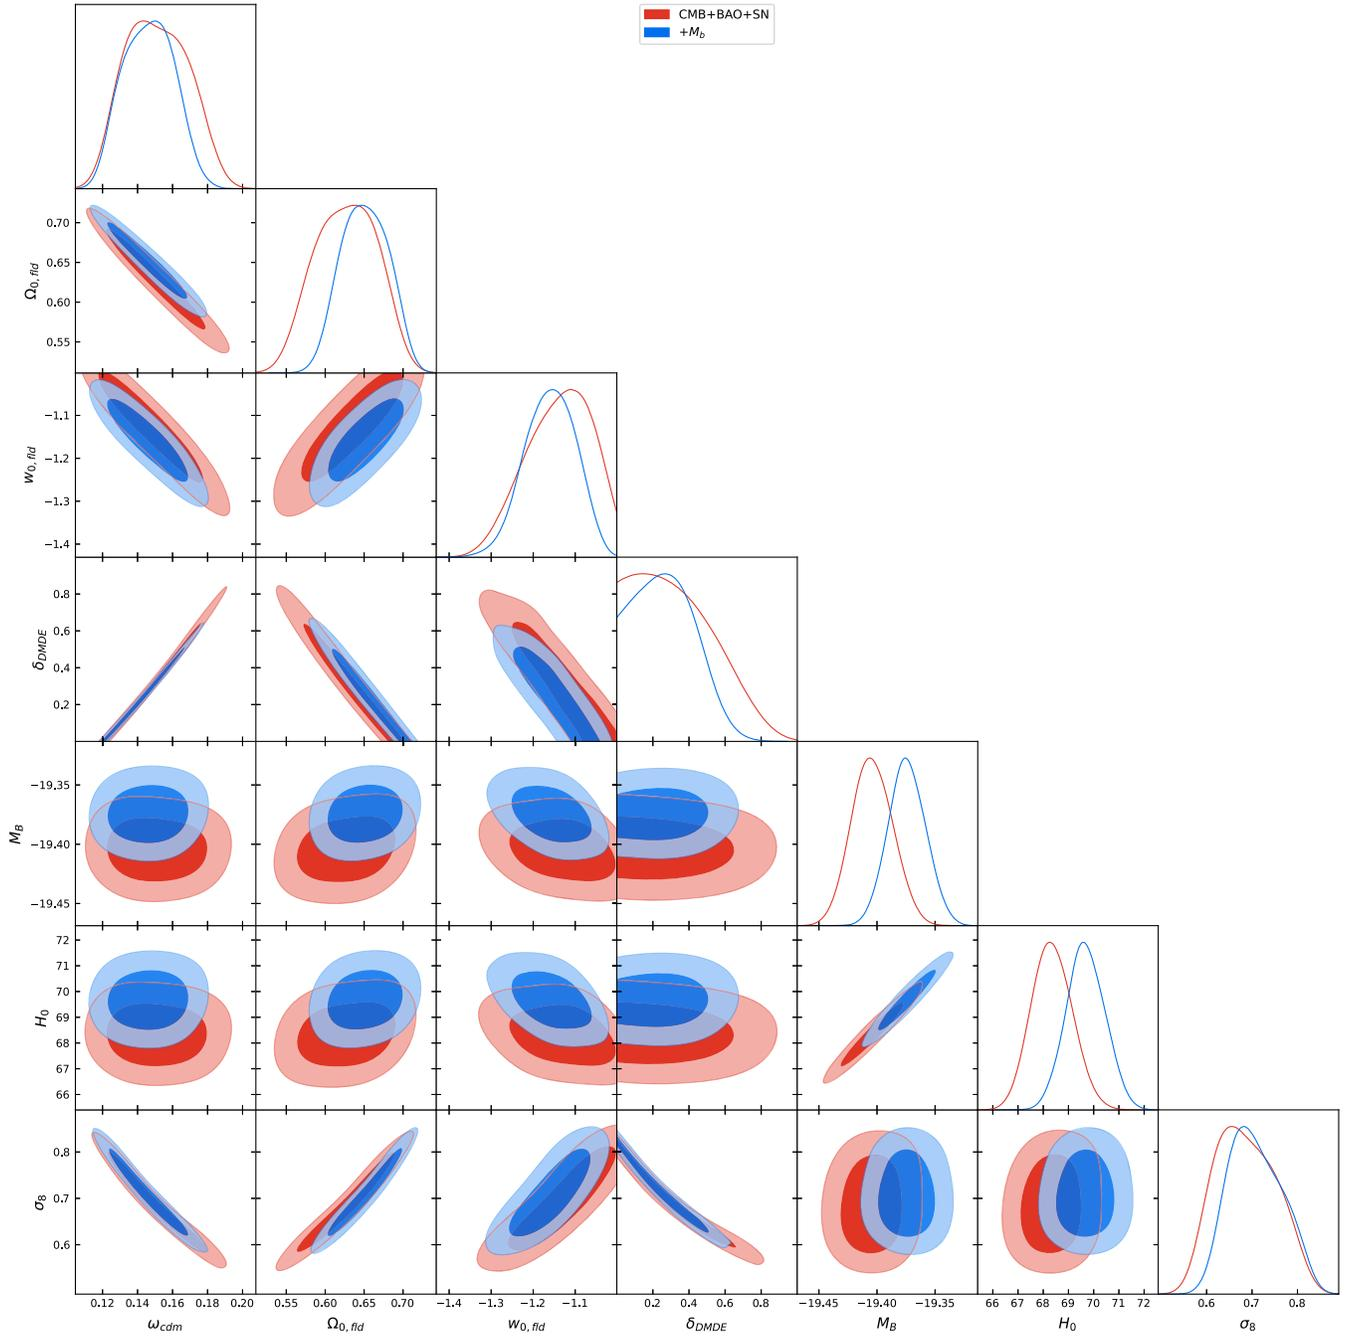 CMB+BAO+SN
+M_b
0.70
0.65
0.60
0.55
Ω_{0,fld}
−1.1
−1.2
−1.3
−1.4
w_{0,fld}
0.8
0.6
0.4
0.2
δ_{DMDE}
−19.35
−19.40
−19.45
M_B
72
71
70
69
68
67
66
H_0
0.8
0.7
0.6
σ_8
0.12 0.14 0.16 0.18 0.20
0.55 0.60 0.65 0.70
−1.4 −1.3 −1.2 −1.1
0.2 0.4 0.6 0.8
−19.45 −19.40 −19.35
66 67 68 69 70 71 72
0.6 0.7 0.8
ω_{cdm}
Ω_{0,fld}
w_{0,fld}
δ_{DMDE}
M_B
H_0
σ_8